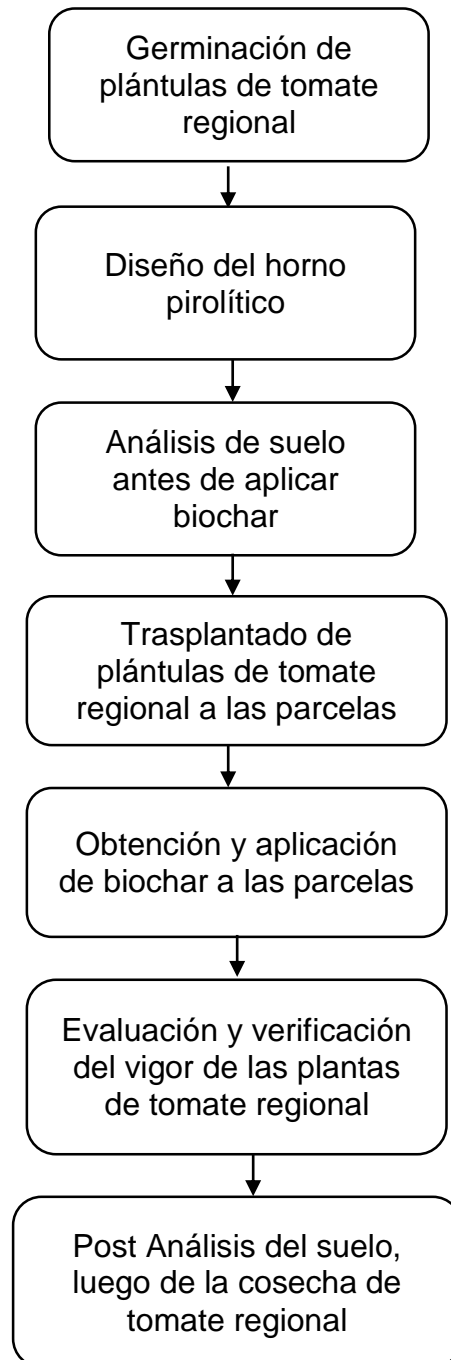 Germinación de
plántulas de tomate
regional
Diseño del horno
pirolítico
Análisis de suelo
antes de aplicar
biochar
Trasplantado de
plántulas de tomate
regional a las parcelas
Obtención y aplicación
de biochar a las parcelas
Evaluación y verificación
del vigor de las plantas
de tomate regional
Post Análisis del suelo,
luego de la cosecha de
tomate regional